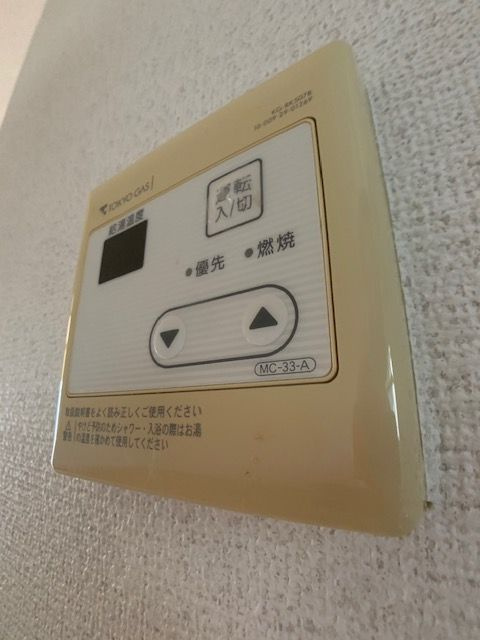 TOKYO GAS
給湯温度
運転
入/切
優先
燃焼
MC-33-A
取扱説明書をよく読み正しくご使用ください
警告
やけど予防のためシャワー・入浴の際はお湯
の温度を確かめて使用してください